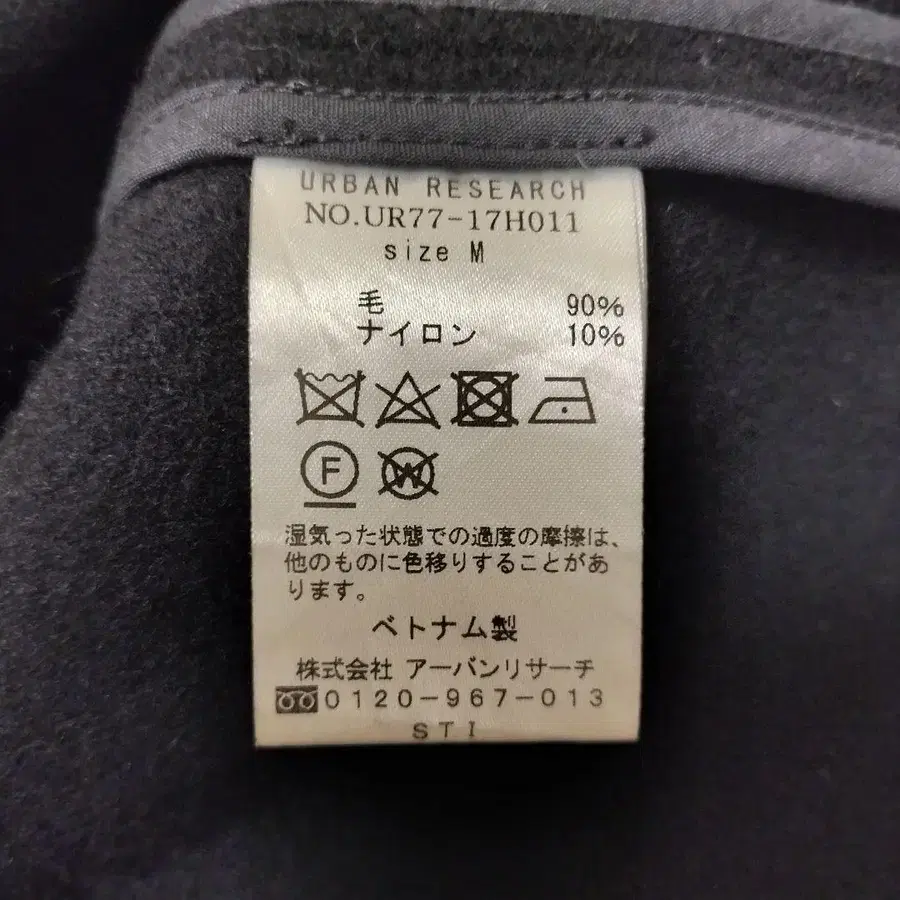 URBAN RESEARCH
NO.UR77-17H011
size M
毛 90%
ナイロン 10%
F W
湿気った状態での過度の摩擦は、
他のものに色移りすることがあ
ります。
ベトナム製
株式会社 アーバンリサーチ
0120-967-013
STI